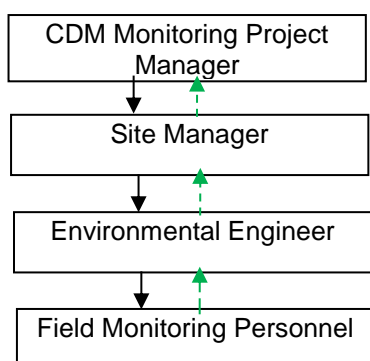 CDM Monitoring Project
Manager
Site Manager
Environmental Engineer
Field Monitoring Personnel